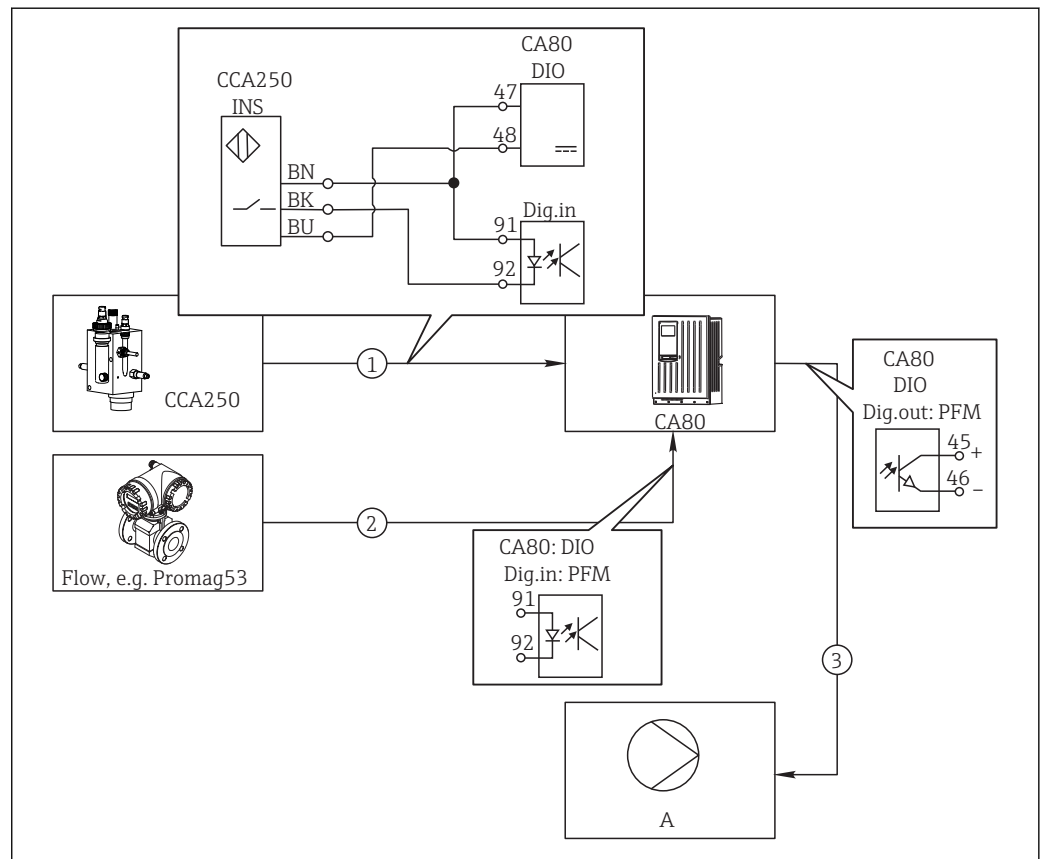 CA80
DIO
CCA250
INS
47
48
BN
BK
BU
Dig.in
91
92
1
CCA250
CA80
CA80
DIO
Dig.out: PFM
45 +
46 −
2
Flow, e.g. Promag53
CA80: DIO
Dig.in: PFM
91
92
3
A